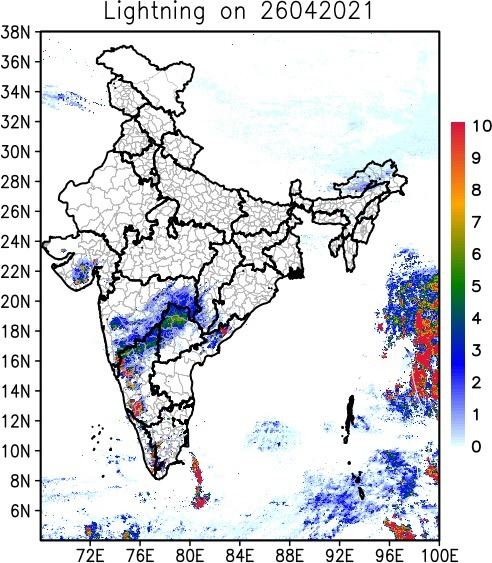 Lightning on 26042021
38N
36N
34N
32N
30N
28N
26N
24N
22N
20N
18N
16N
14N
12N
10N
8N
6N
72E 76E 80E 84E 88E 92E 96E 100E
10
9
8
7
6
5
4
3
2
1
0